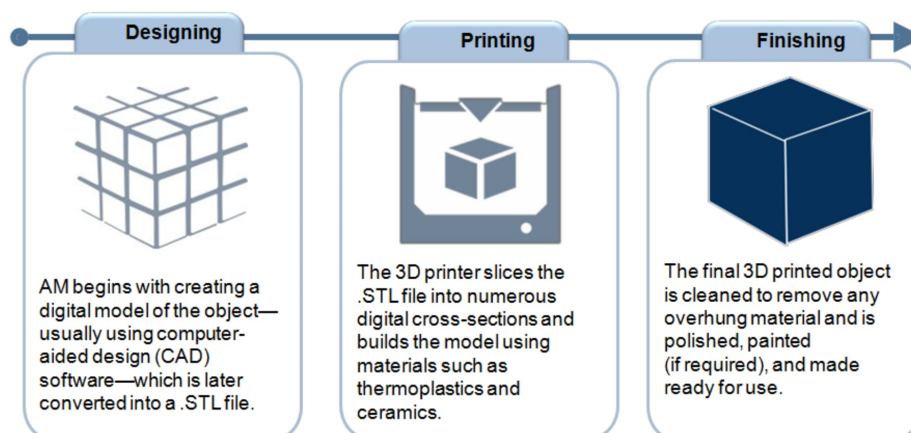 Designing
Printing
Finishing
AM begins with creating a
digital model of the object—
usually using computer-
aided design (CAD)
software—which is later
converted into a .STL file.
The 3D printer slices the
.STL file into numerous
digital cross-sections and
builds the model using
materials such as
thermoplastics and
ceramics.
The final 3D printed object
is cleaned to remove any
overhung material and is
polished, painted
(if required), and made
ready for use.